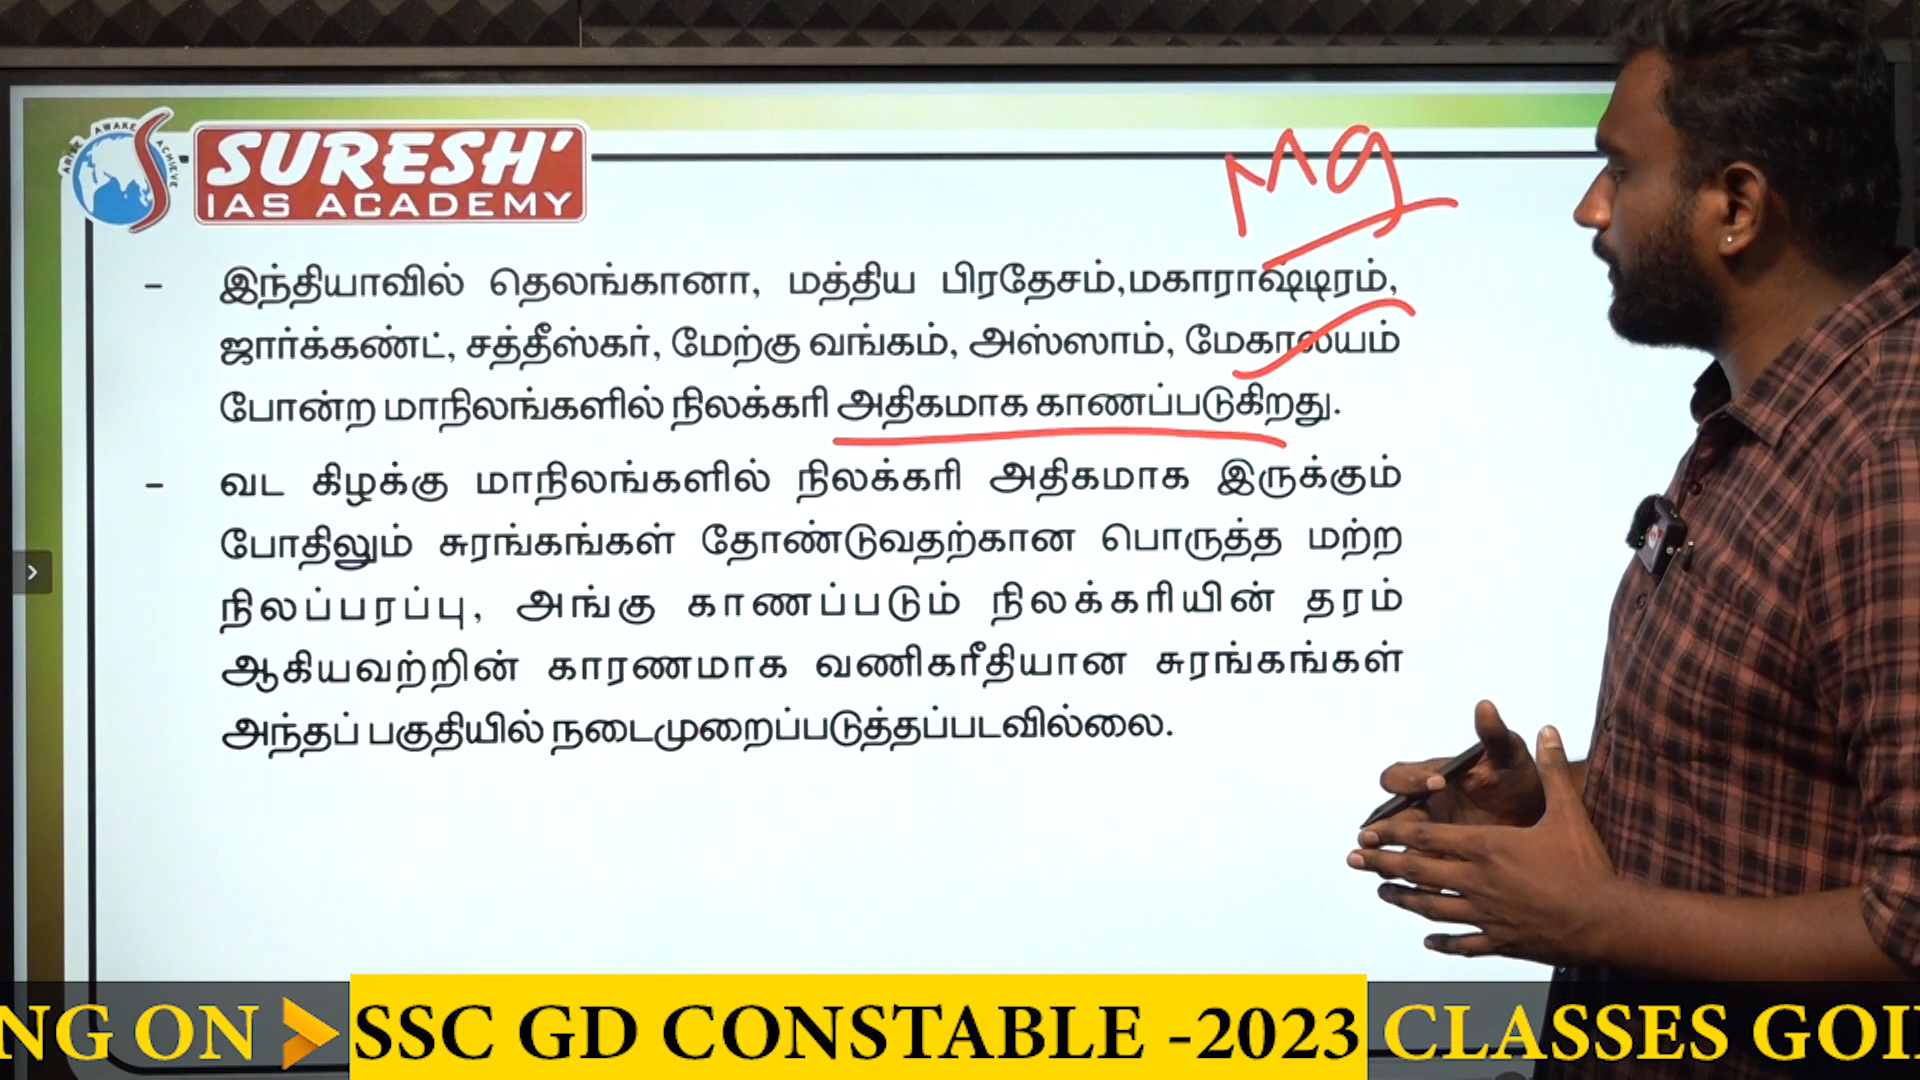 ARISE AWAKE ACHIEVE
SURESH'
IAS ACADEMY
Mg
- இந்தியாவில் தெலங்கானா, மத்திய பிரதேசம்,மகாராஷ்டிரம்,
ஜார்க்கண்ட், சத்தீஸ்கர், மேற்கு வங்கம், அஸ்ஸாம், மேகாலயம்
போன்ற மாநிலங்களில் நிலக்கரி அதிகமாக காணப்படுகிறது.
- வட கிழக்கு மாநிலங்களில் நிலக்கரி அதிகமாக இருக்கும்
போதிலும் சுரங்கங்கள் தோண்டுவதற்கான பொருத்த மற்ற
நிலப்பரப்பு, அங்கு காணப்படும் நிலக்கரியின் தரம்
ஆகியவற்றின் காரணமாக வணிகரீதியான சுரங்கங்கள்
அந்தப் பகுதியில் நடைமுறைப்படுத்தப்படவில்லை.
NG ON SSC GD CONSTABLE -2023 CLASSES GOI